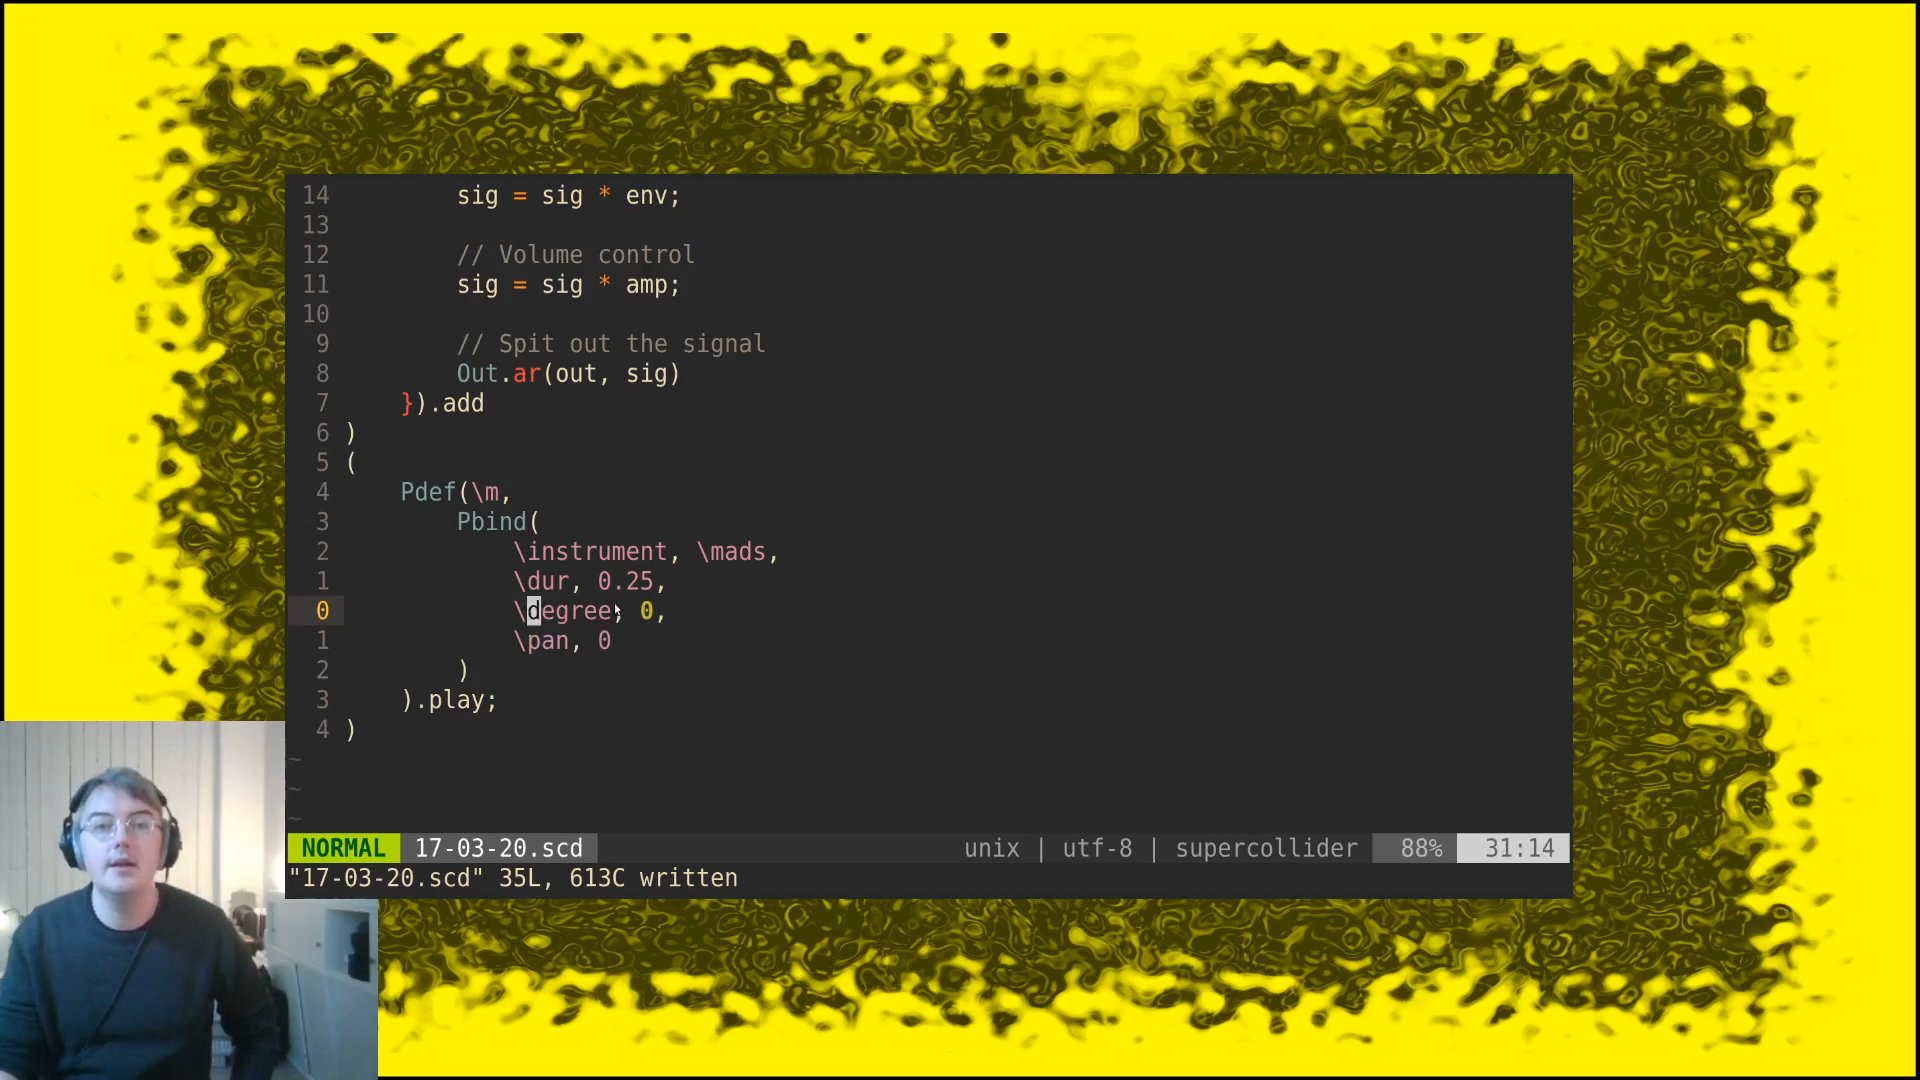 14 sig = sig * env;
13
12 // Volume control
11 sig = sig * amp;
10
9 // Spit out the signal
8 Out.ar(out, sig)
7 }).add
6 )
5 (
4 Pdef(\m,
3 Pbind(
2 \instrument, \mads,
1 \dur, 0.25,
0 \degree, 0,
1 \pan, 0
2 )
3 ).play;
4 )
~
~
~
NORMAL 17-03-20.scd unix | utf-8 | supercollider 88% 31:14
"17-03-20.scd" 35L, 613C written